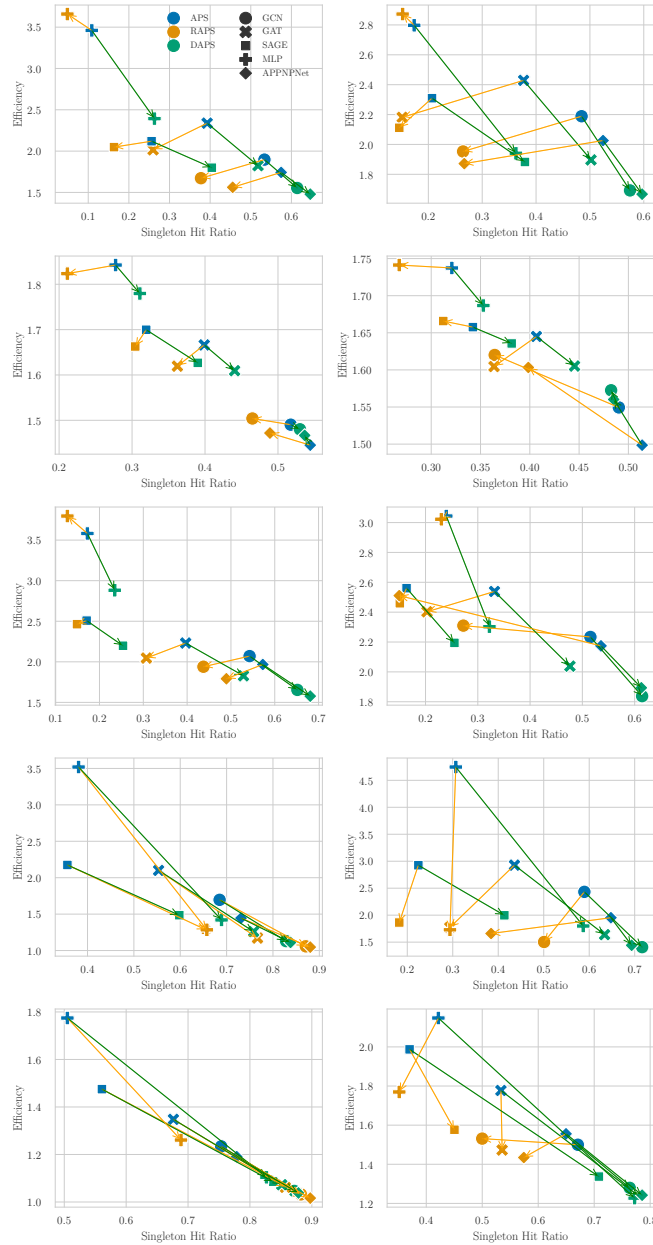 APS
RAPS
DAPS
GCN
GAT
SAGE
MLP
APPNPNet
3.5
3.0
2.5
2.0
1.5
Efficiency
0.1 0.2 0.3 0.4 0.5 0.6
Singleton Hit Ratio
2.8
2.6
2.4
2.2
2.0
1.8
Efficiency
0.2 0.3 0.4 0.5 0.6
Singleton Hit Ratio
1.8
1.7
1.6
1.5
Efficiency
0.2 0.3 0.4 0.5
Singleton Hit Ratio
1.75
1.70
1.65
1.60
1.55
1.50
Efficiency
0.30 0.35 0.40 0.45 0.50
Singleton Hit Ratio
3.5
3.0
2.5
2.0
1.5
Efficiency
0.1 0.2 0.3 0.4 0.5 0.6 0.7
Singleton Hit Ratio
3.0
2.8
2.6
2.4
2.2
2.0
1.8
Efficiency
0.2 0.3 0.4 0.5 0.6
Singleton Hit Ratio
3.5
3.0
2.5
2.0
1.5
1.0
Efficiency
0.4 0.5 0.6 0.7 0.8 0.9
Singleton Hit Ratio
4.5
4.0
3.5
3.0
2.5
2.0
1.5
Efficiency
0.2 0.3 0.4 0.5 0.6 0.7
Singleton Hit Ratio
1.8
1.6
1.4
1.2
1.0
Efficiency
0.5 0.6 0.7 0.8 0.9
Singleton Hit Ratio
2.0
1.8
1.6
1.4
1.2
Efficiency
0.4 0.5 0.6 0.7 0.8
Singleton Hit Ratio